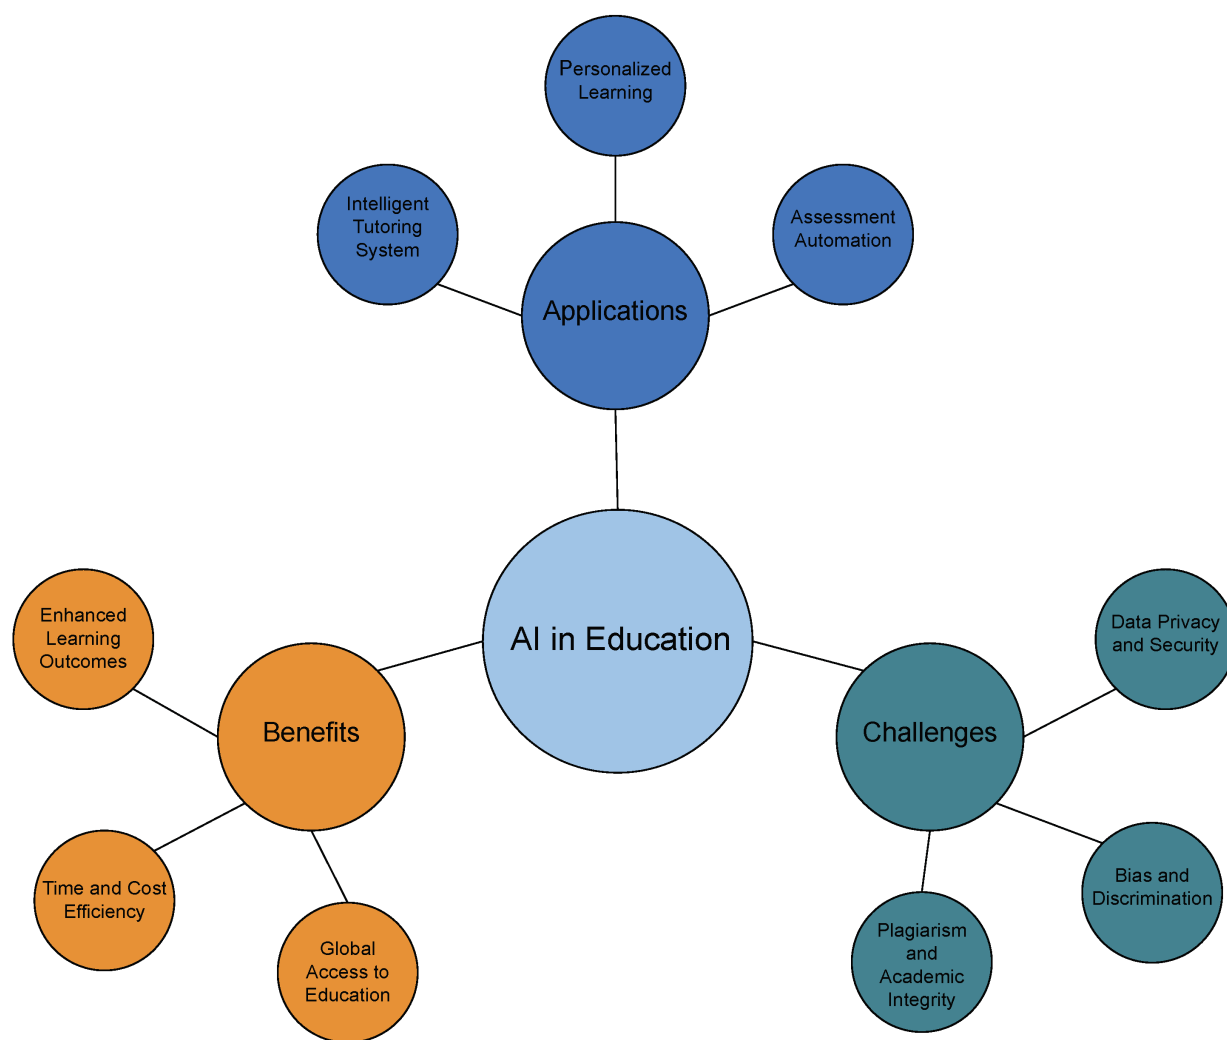 Personalized
Learning
Intelligent
Tutoring
System
Assessment
Automation
Applications
AI in Education
Enhanced
Learning
Outcomes
Benefits
Time and Cost
Efficiency
Global
Access to
Education
Data Privacy
and Security
Challenges
Bias and
Discrimination
Plagiarism
and
Academic
Integrity